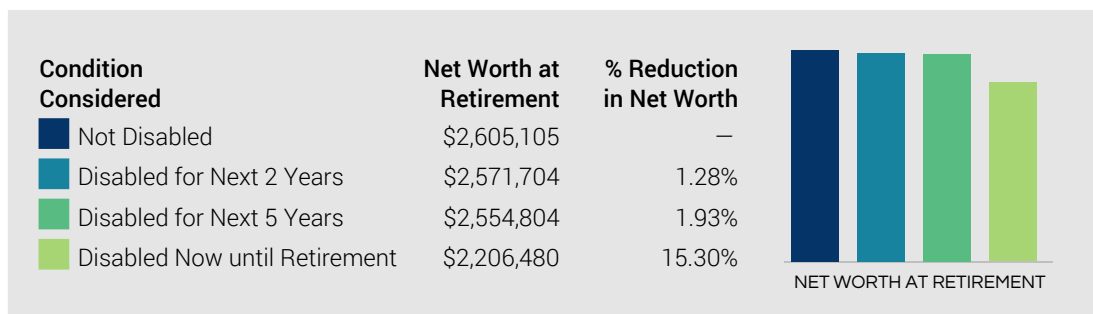 Condition Considered Net Worth at Retirement % Reduction in Net Worth
Not Disabled $2,605,105 —
Disabled for Next 2 Years $2,571,704 1.28%
Disabled for Next 5 Years $2,554,804 1.93%
Disabled Now until Retirement $2,206,480 15.30%
NET WORTH AT RETIREMENT